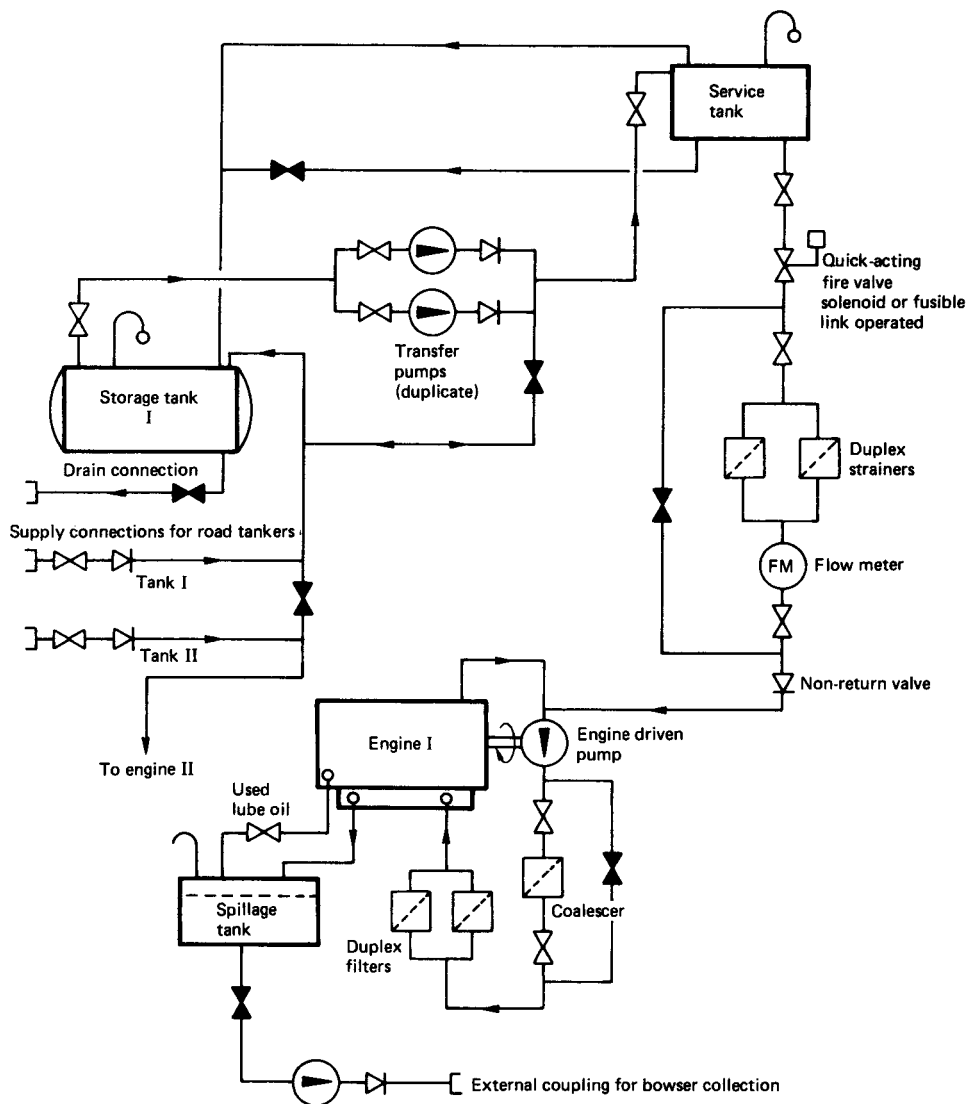 Service
tank
Quick-acting
fire valve
solenoid or fusible
link operated
Transfer
pumps
(duplicate)
Storage tank
I
Drain connection
Duplex
strainers
Supply connections for road tankers
Tank I
FM
Flow meter
Tank II
Non-return valve
Engine I
Engine driven
pump
To engine II
Used
lube oil
Spillage
tank
Coalescer
Duplex
filters
External coupling for bowser collection